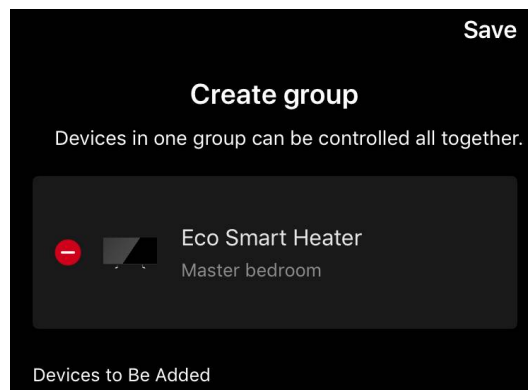 Save
Create group
Devices in one group can be controlled all together.
Eco Smart Heater
Master bedroom
Devices to Be Added